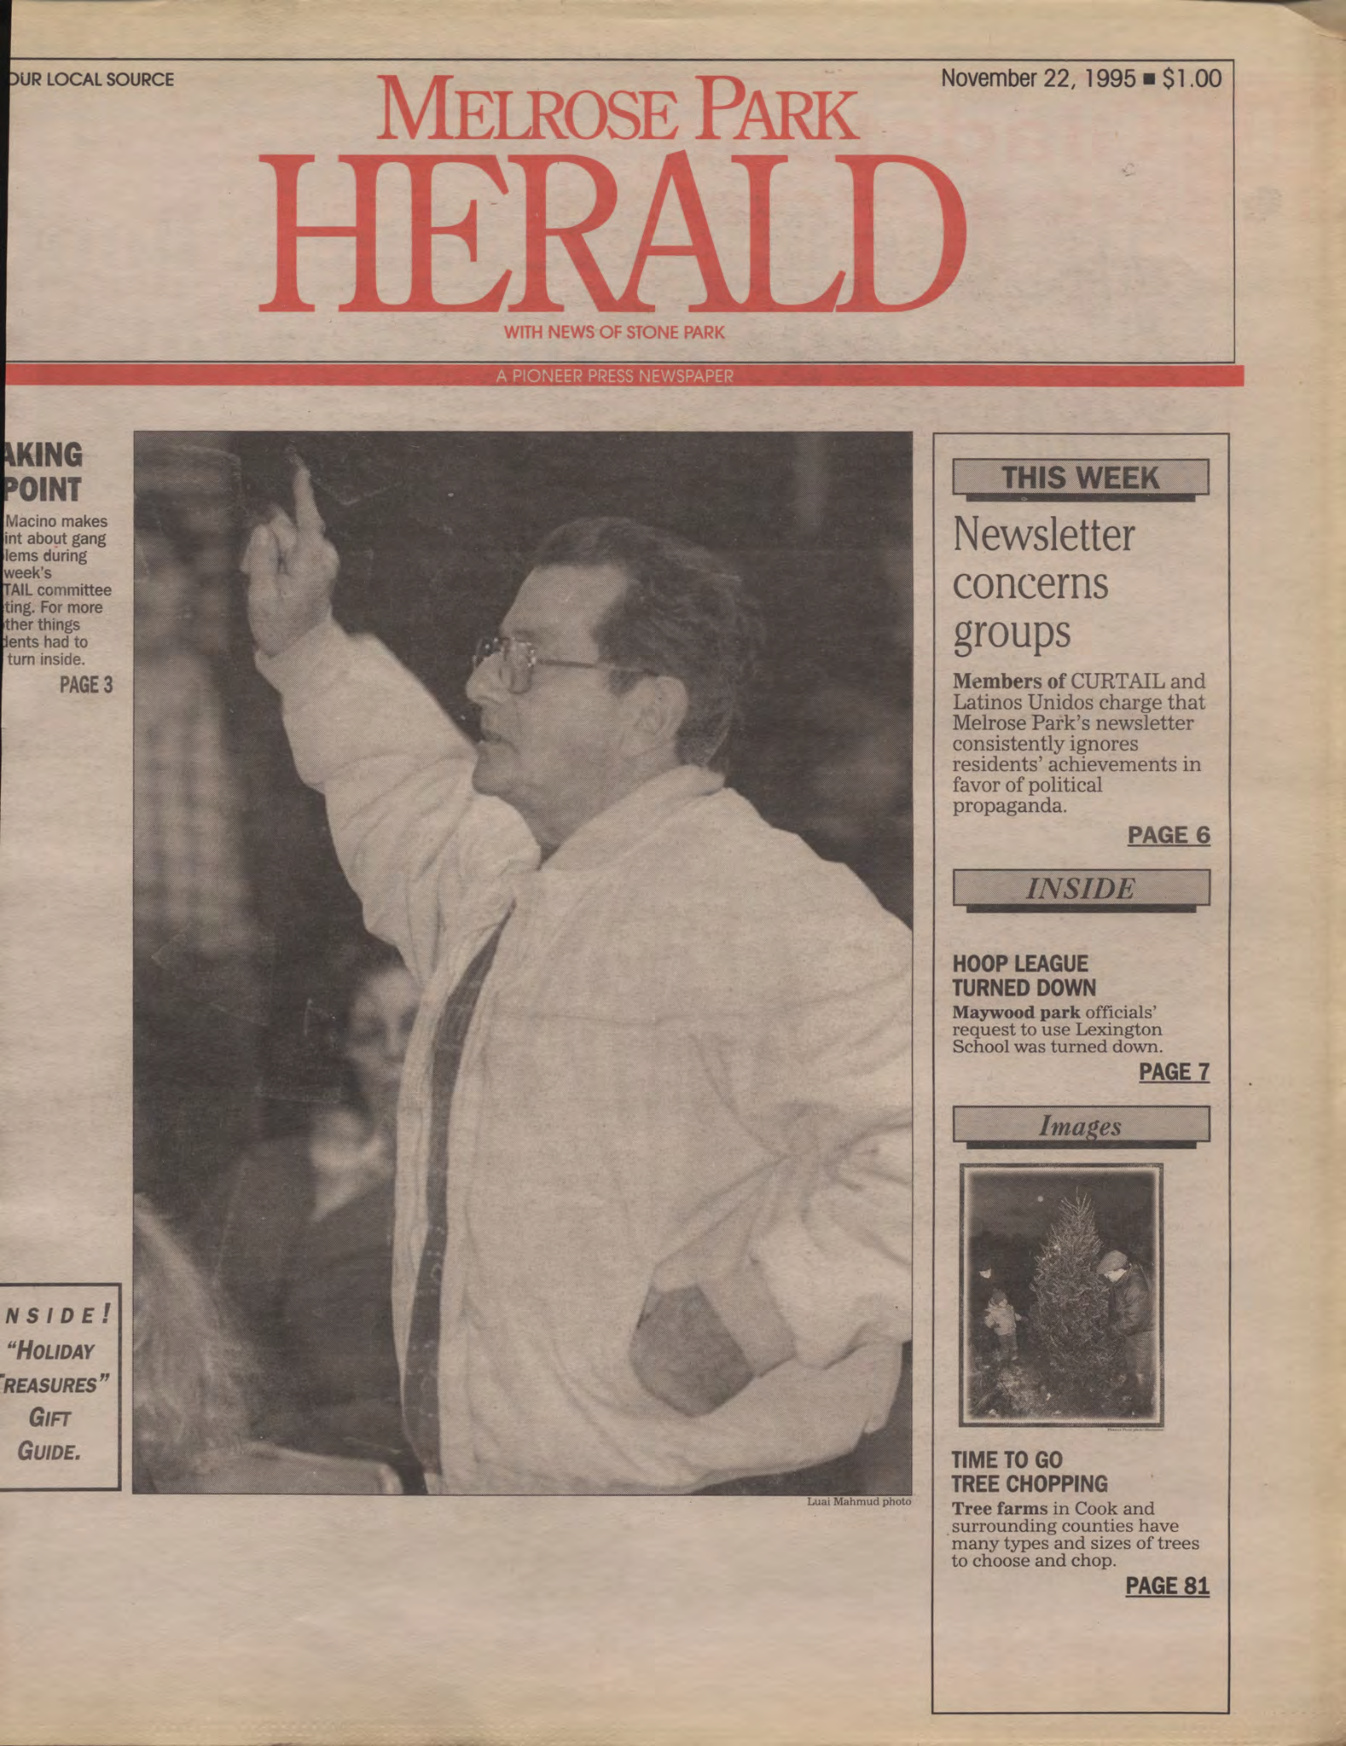 OUR LOCAL SOURCE
November 22, 1995 ■ $1.00
MELROSE PARK
HERALD
WITH NEWS OF STONE PARK
A PIONEER PRESS NEWSPAPER
AKING
POINT
Macino makes
int about gang
lems during
week's
TAIL committee
ting. For more
ther things
dents had to
turn inside.
PAGE 3
NSIDE!
"HOLIDAY
TREASURES"
GIFT
GUIDE.
Luai Mahmud photo
THIS WEEK
Newsletter
concerns
groups
Members of CURTAIL and
Latinos Unidos charge that
Melrose Park's newsletter
consistently ignores
residents' achievements in
favor of political
propaganda.
PAGE 6
INSIDE
HOOP LEAGUE
TURNED DOWN
Maywood park officials'
request to use Lexington
School was turned down.
PAGE 7
Images
TIME TO GO
TREE CHOPPING
Tree farms in Cook and
surrounding counties have
many types and sizes of trees
to choose and chop.
PAGE 81